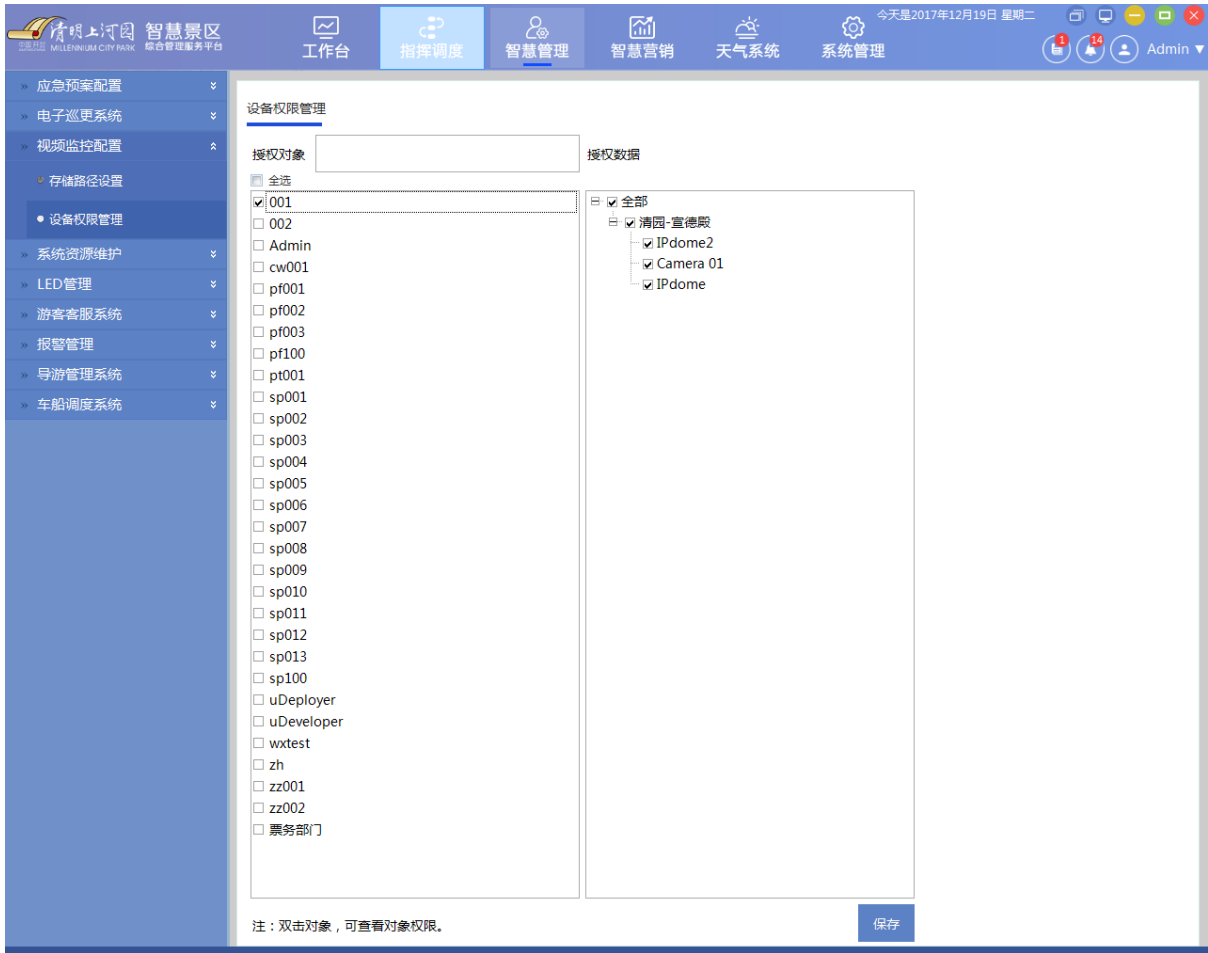 清明上河园 智慧景区
MILLENNIUM CITY PARK 综合管理服务平台
工作台
指挥调度
智慧管理
智慧营销
天气系统
系统管理
今天是2017年12月19日 星期二
1
14
Admin
应急预案配置
电子巡更系统
视频监控配置
存储路径设置
设备权限管理
系统资源维护
LED管理
游客客服系统
报警管理
导游管理系统
车船调度系统
设备权限管理
授权对象
全选
001
002
Admin
cw001
pf001
pf002
pf003
pf100
pt001
sp001
sp002
sp003
sp004
sp005
sp006
sp007
sp008
sp009
sp010
sp011
sp012
sp013
sp100
uDeployer
uDeveloper
wxtest
zh
zz001
zz002
票务部门
授权数据
全部
清园-宣德殿
IPdome2
Camera 01
IPdome
注：双击对象，可查看对象权限。
保存